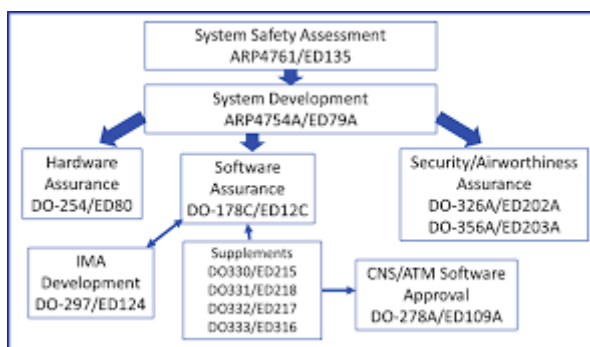 System Safety Assessment
ARP4761/ED135
System Development
ARP4754A/ED79A
Hardware
Assurance
DO-254/ED80
Software
Assurance
DO-178C/ED12C
Security/Airworthiness
Assurance
DO-326A/ED202A
DO-356A/ED203A
IMA
Development
DO-297/ED124
Supplements
DO330/ED215
DO331/ED218
DO332/ED217
DO333/ED316
CNS/ATM Software
Approval
DO-278A/ED109A